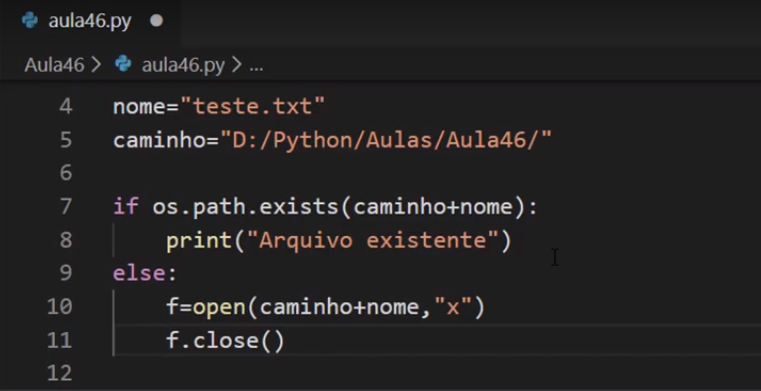 aula46.py
Aula46 > aula46.py > ...
4 nome="teste.txt"
5 caminho="D:/Python/Aulas/Aula46/"
6
7 if os.path.exists(caminho+nome):
8     print("Arquivo existente")
9 else:
10     f=open(caminho+nome,"x")
11     f.close()
12